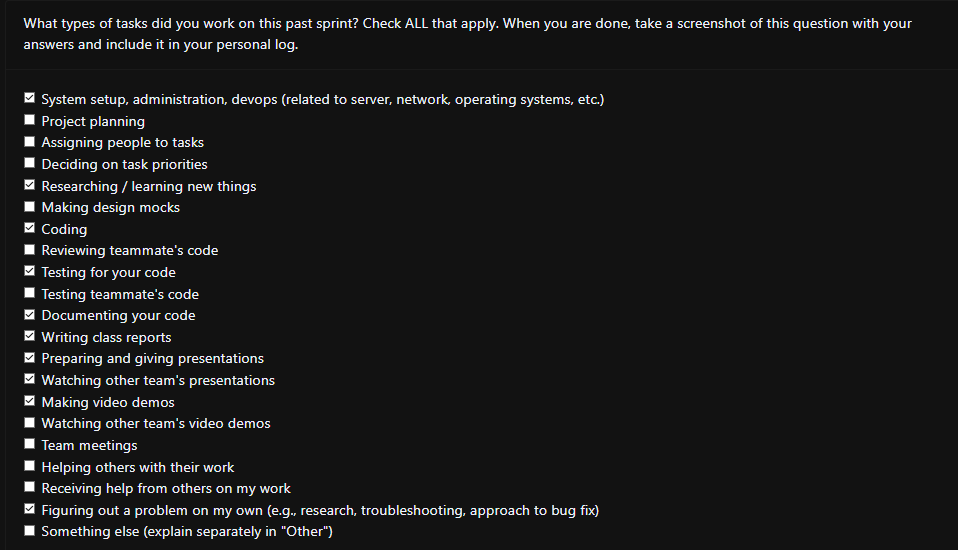 What types of tasks did you work on this past sprint? Check ALL that apply. When you are done, take a screenshot of this question with your
answers and include it in your personal log.
System setup, administration, devops (related to server, network, operating systems, etc.)
Project planning
Assigning people to tasks
Deciding on task priorities
Researching / learning new things
Making design mocks
Coding
Reviewing teammate's code
Testing for your code
Testing teammate's code
Documenting your code
Writing class reports
Preparing and giving presentations
Watching other team's presentations
Making video demos
Watching other team's video demos
Team meetings
Helping others with their work
Receiving help from others on my work
Figuring out a problem on my own (e.g., research, troubleshooting, approach to bug fix)
Something else (explain separately in "Other")